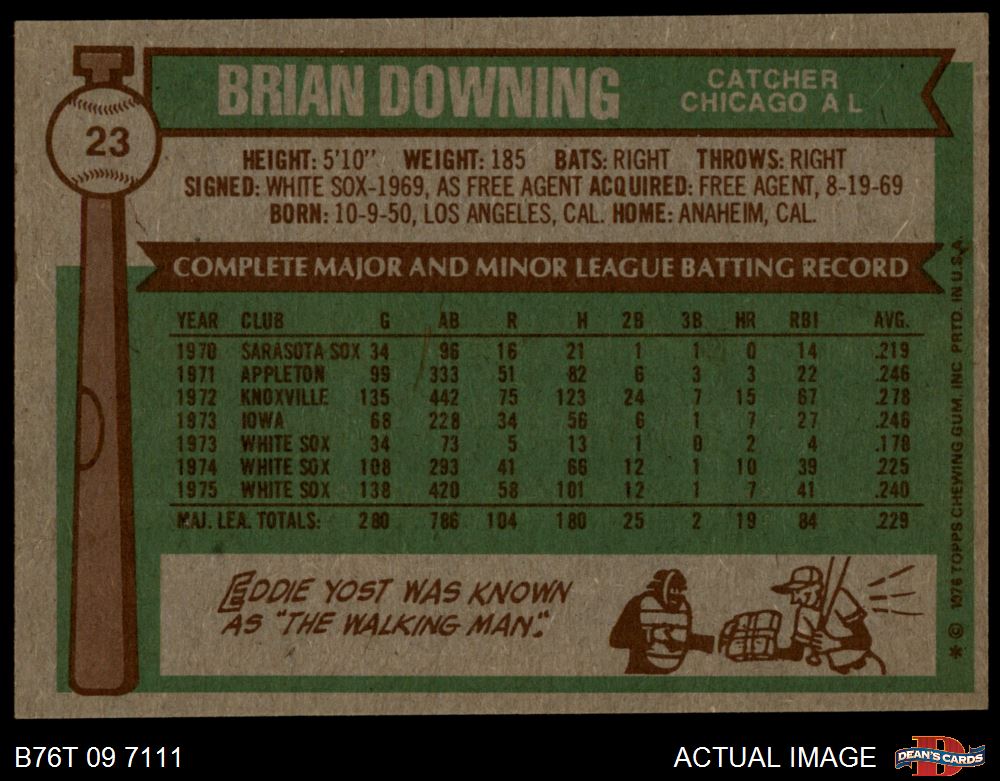 23
BRIAN DOWNING
CATCHER
CHICAGO A L
HEIGHT: 5'10" WEIGHT: 185 BATS: RIGHT THROWS: RIGHT
SIGNED: WHITE SOX-1969, AS FREE AGENT ACQUIRED: FREE AGENT, 8-19-69
BORN: 10-9-50, LOS ANGELES, CAL. HOME: ANAHEIM, CAL.
COMPLETE MAJOR AND MINOR LEAGUE BATTING RECORD
YEAR CLUB G AB R H 2B 3B HR RBI AVG.
1970 SARASOTA SOX 34 96 16 21 1 1 0 14 .219
1971 APPLETON 99 333 51 82 6 3 3 22 .246
1972 KNOXVILLE 135 442 75 123 24 7 15 67 .278
1973 IOWA 68 228 34 56 6 1 7 27 .246
1973 WHITE SOX 34 73 5 13 1 0 2 4 .178
1974 WHITE SOX 108 293 41 66 12 1 10 39 .225
1975 WHITE SOX 138 420 58 101 12 1 7 41 .240
MAJ. LEA. TOTALS: 280 786 104 180 25 2 19 84 .229
EDDIE YOST WAS KNOWN
AS "THE WALKING MAN."
* © 1976 TOPPS CHEWING GUM, INC PRTD. IN U.S.A.
B76T 09 7111
ACTUAL IMAGE
D
DEAN'S CARDS